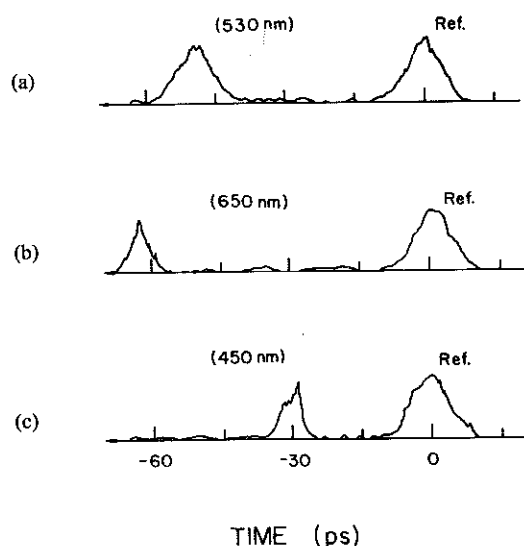 (530 nm) Ref.
(a)
(650 nm) Ref.
(b)
(450 nm) Ref.
(c)
-60 -30 0
TIME (ps)